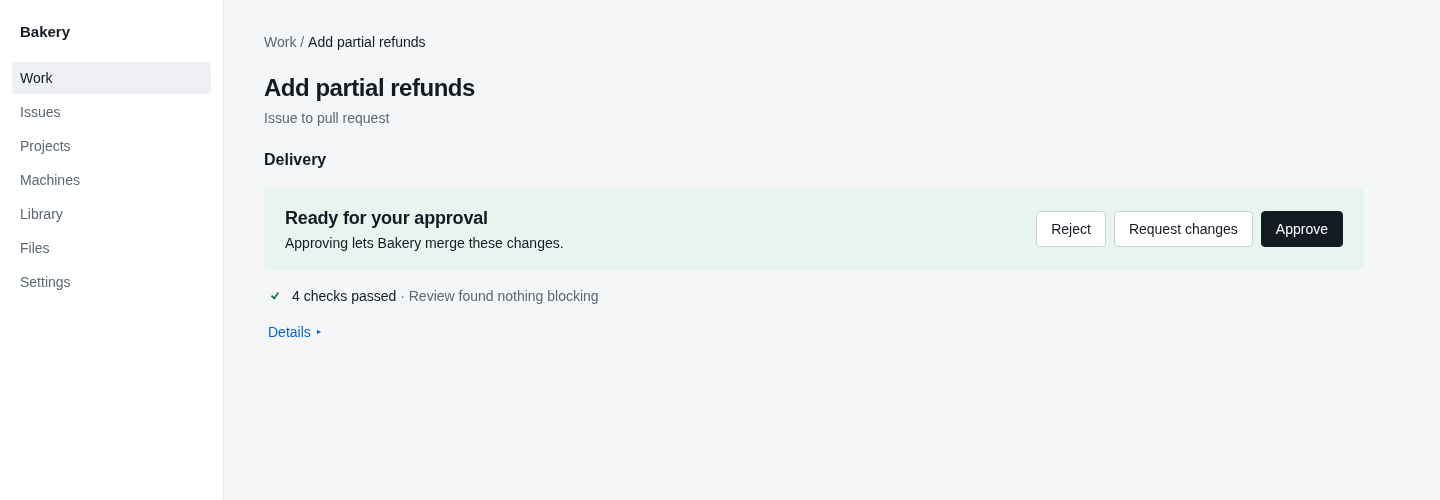 Bakery
Work
Issues
Projects
Machines
Library
Files
Settings
Work / Add partial refunds
Add partial refunds
Issue to pull request
Delivery
Ready for your approval
Approving lets Bakery merge these changes.
Reject
Request changes
Approve
4 checks passed · Review found nothing blocking
Details